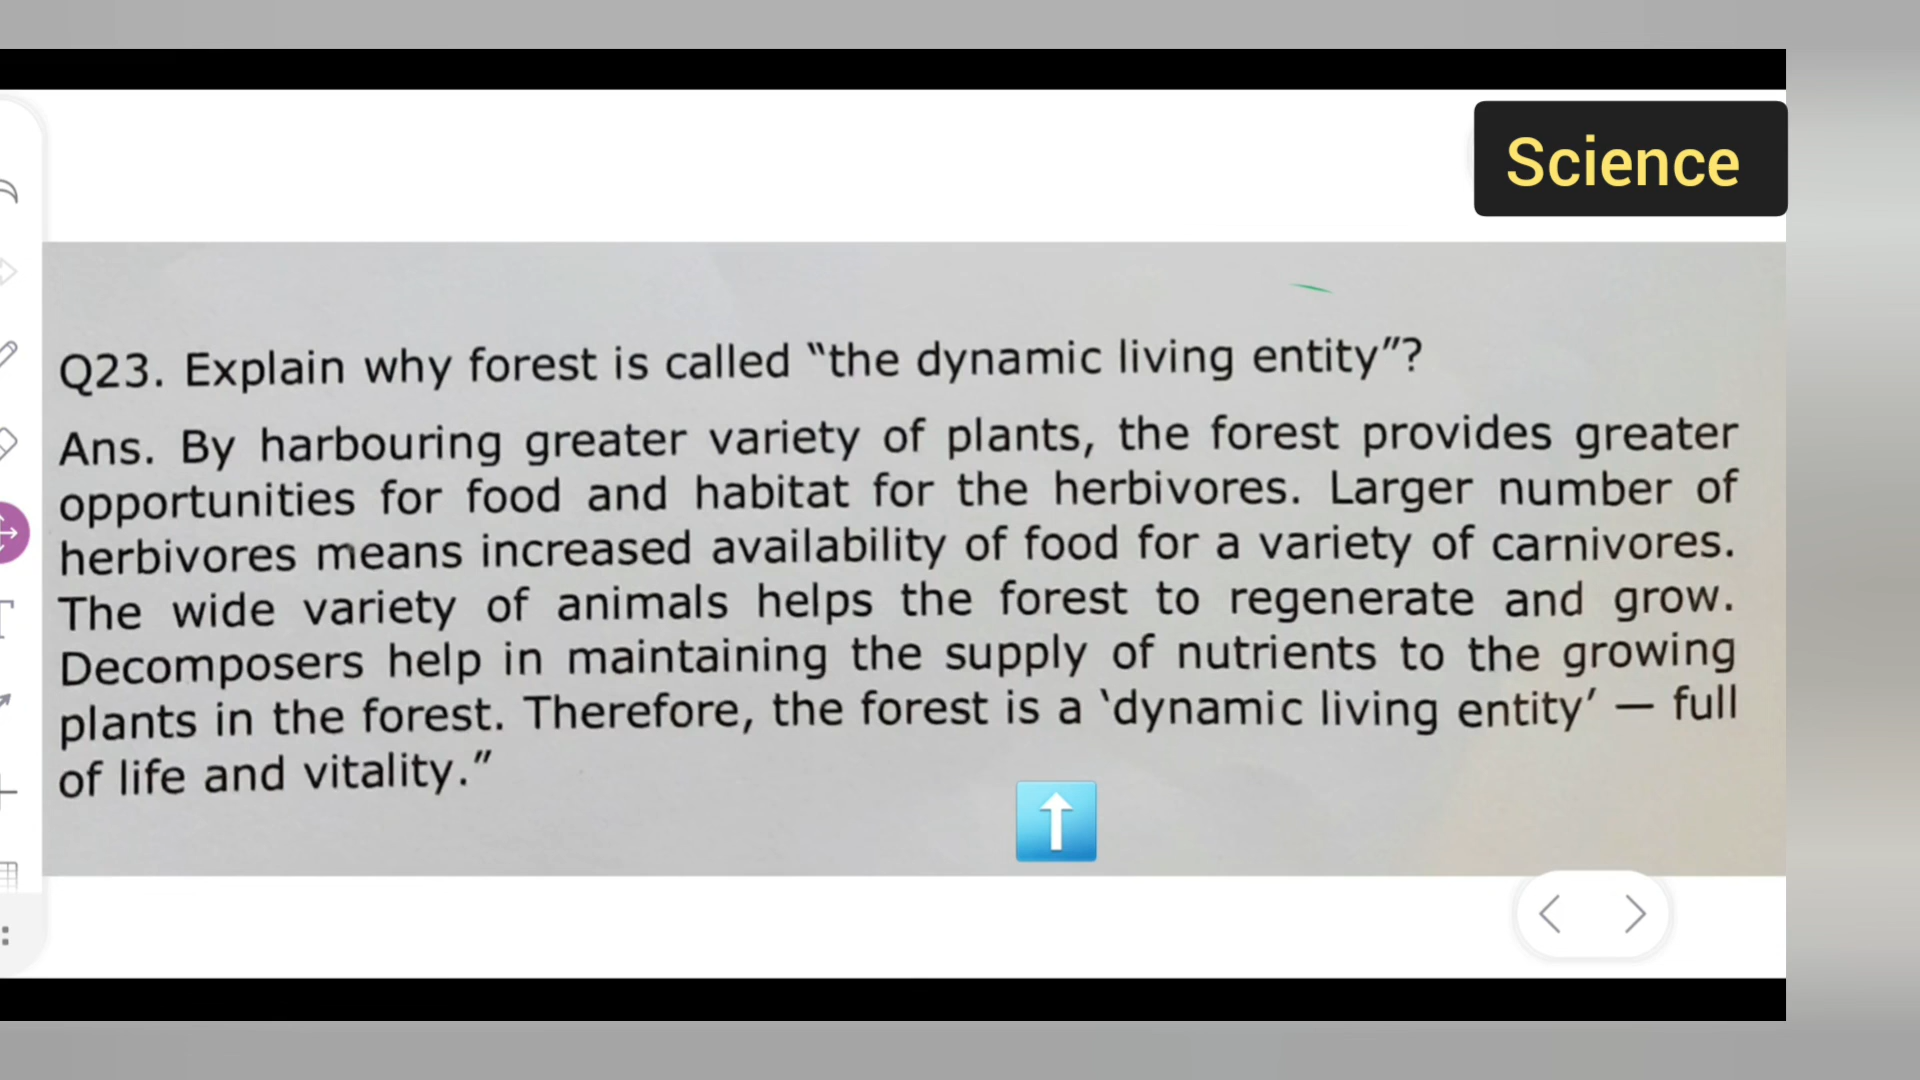 Science
Q23. Explain why forest is called “the dynamic living entity”?
Ans. By harbouring greater variety of plants, the forest provides greater
opportunities for food and habitat for the herbivores. Larger number of
herbivores means increased availability of food for a variety of carnivores.
The wide variety of animals helps the forest to regenerate and grow.
Decomposers help in maintaining the supply of nutrients to the growing
plants in the forest. Therefore, the forest is a ‘dynamic living entity’ — full
of life and vitality.”